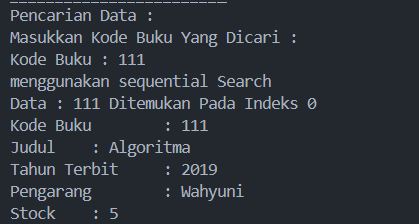 Pencarian Data :
Masukkan Kode Buku Yang Dicari :
Kode Buku : 111
menggunakan sequential Search
Data : 111 Ditemukan Pada Indeks 0
Kode Buku        : 111
Judul    : Algoritma
Tahun Terbit     : 2019
Pengarang        : Wahyuni
Stock    : 5